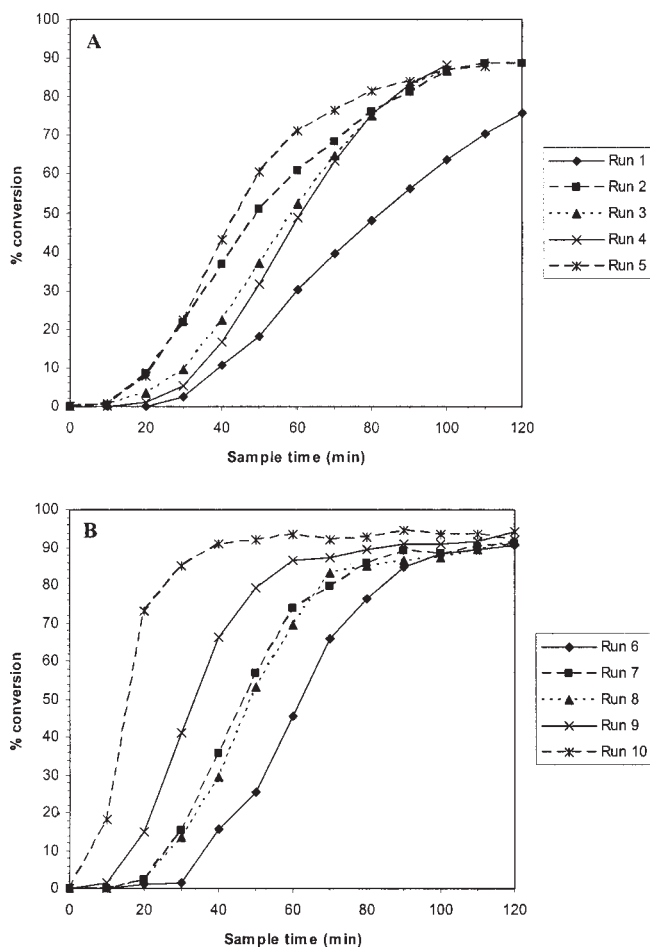 A
% conversion
100
90
80
70
60
50
40
30
20
10
0
0 20 40 60 80 100 120
Sample time (min)
Run 1
Run 2
Run 3
Run 4
Run 5
B
% conversion
100
90
80
70
60
50
40
30
20
10
0
0 20 40 60 80 100 120
Sample time (min)
Run 6
Run 7
Run 8
Run 9
Run 10